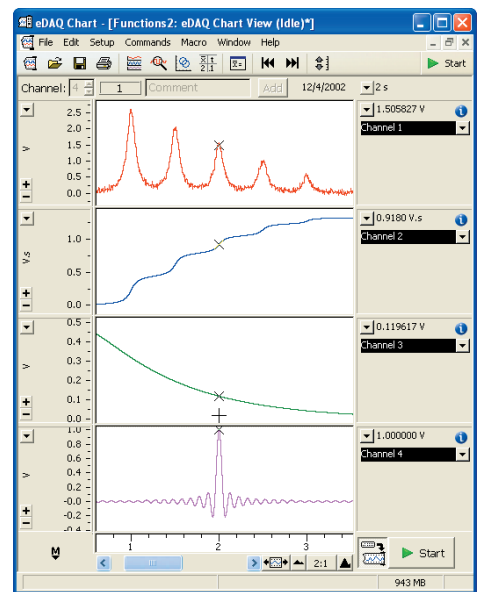 eDAQ Chart - [Functions2: eDAQ Chart View (Idle)*]
File Edit Setup Commands Macro Window Help
Start
Channel: 4 1 Comment Add 12/4/2002 2 s
2.5
2.0
1.5
1.0
0.5
0.0
V
1.505827 V
Channel 1
1.0
0.5
0.0
V.s
0.9180 V.s
Channel 2
0.5
0.4
0.3
0.2
0.1
0.0
V
0.119617 V
Channel 3
1.0
0.8
0.6
0.4
0.2
-0.0
-0.2
-0.4
V
1.000000 V
Channel 4
M
1 2 3
2:1
Start
943 MB